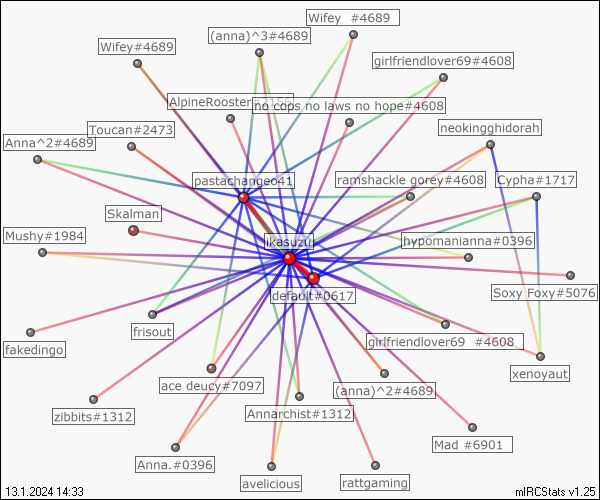 Wifey  #4689
(anna)^3#4689
Wifey#4689
girlfriendlover69#4608
AlpineRooster
no cops no laws no hope#4608
Toucan#2473
neokingghidorah
Anna^2#4689
pastachangeo41
ramshackle gorey#4608
Cypha#1717
Skalman
Mushy#1984
ikasuzu
hypomanianna#0396
default#0617
Soxy Foxy#5076
frisout
fakedingo
girlfriendlover69  #4608
xenoyaut
ace deucy#7097
(anna)^2#4689
zibbits#1312
Annarchist#1312
Mad #6901
Anna.#0396
avelicious
rattgaming
13.1.2024 14:33
mIRCStats v1.25